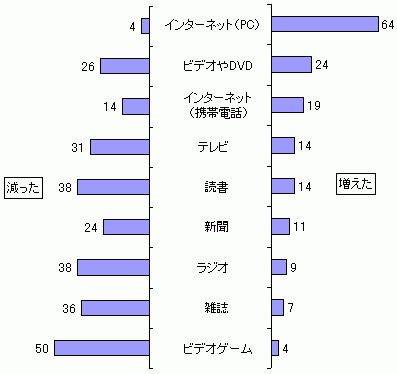 4 インターネット(PC) 64
26 ビデオやDVD 24
14 インターネット 19
(携帯電話)
31 テレビ 14
減った 38 読書 14 増えた
24 新聞 11
38 ラジオ 9
36 雑誌 7
50 ビデオゲーム 4